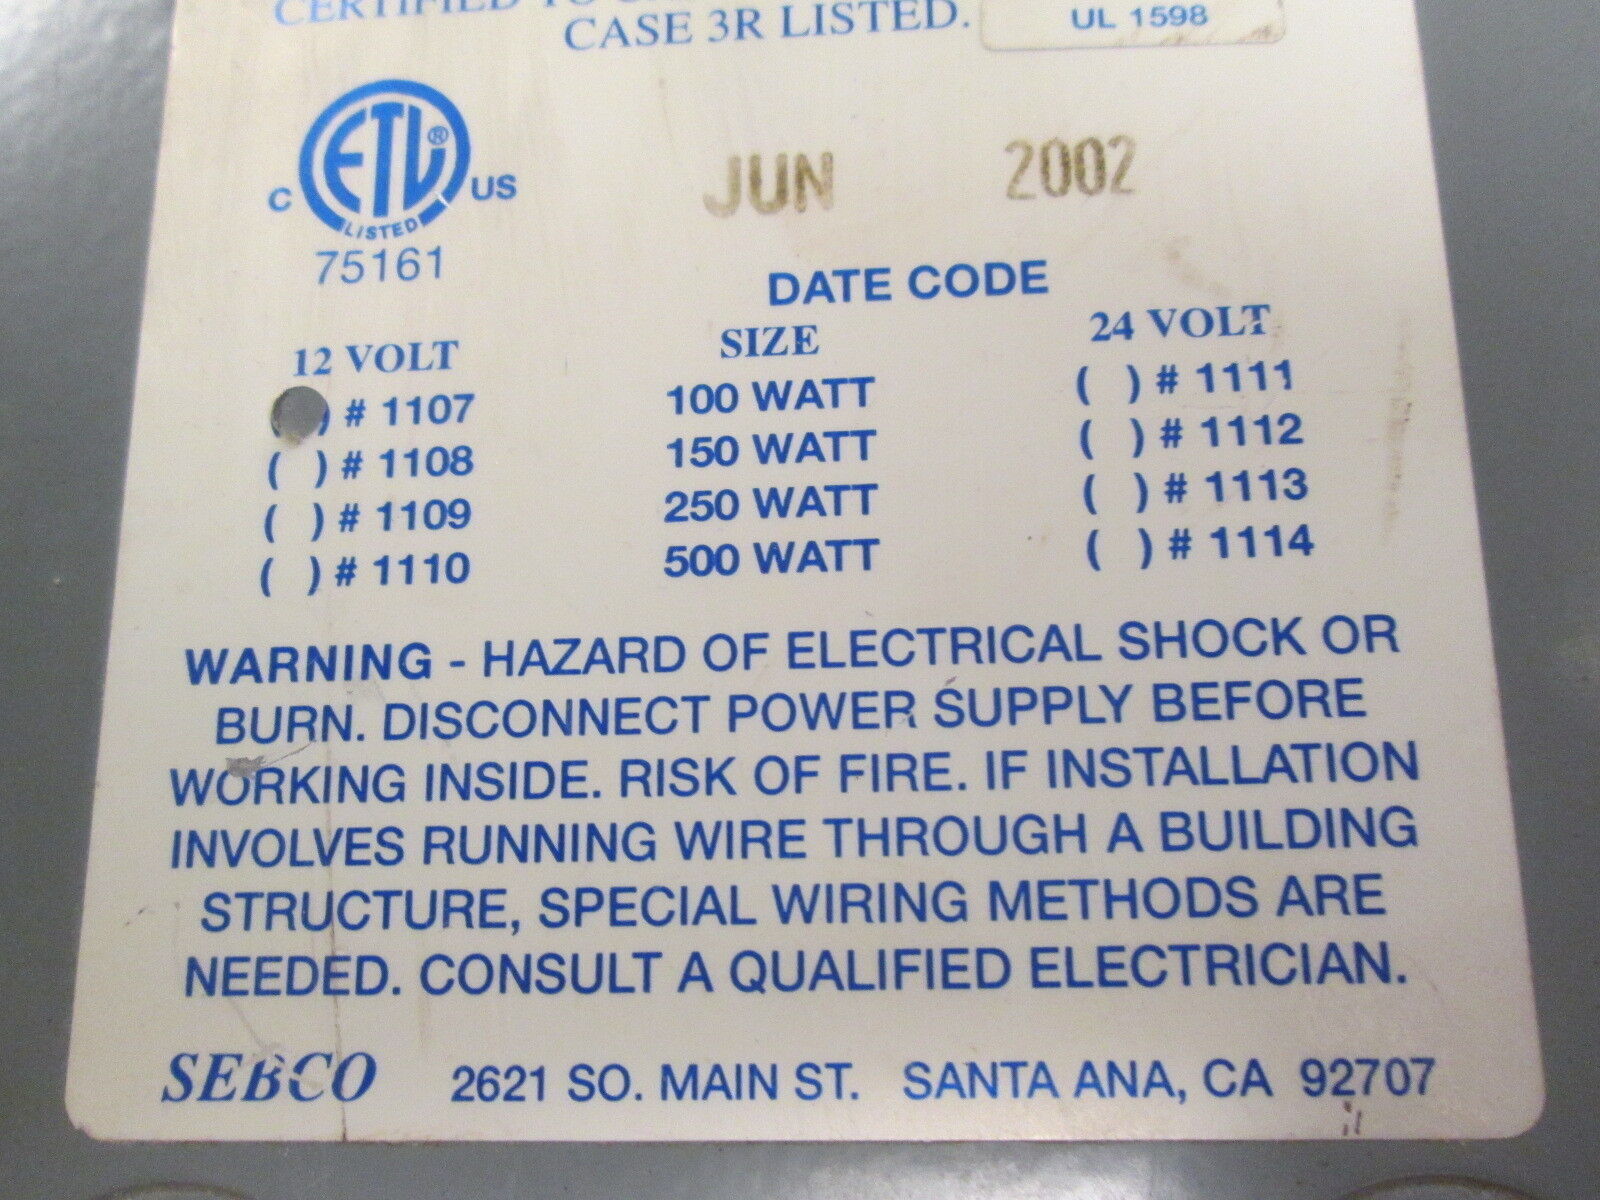 CERTIFIED TO
CASE 3R LISTED.
UL 1598
ETL®
C US
LISTED
75161
JUN 2002
DATE CODE
12 VOLT SIZE 24 VOLT
) # 1107 100 WATT ( ) # 1111
( ) # 1108 150 WATT ( ) # 1112
( ) # 1109 250 WATT ( ) # 1113
( ) # 1110 500 WATT ( ) # 1114
WARNING - HAZARD OF ELECTRICAL SHOCK OR
BURN. DISCONNECT POWER SUPPLY BEFORE
WORKING INSIDE. RISK OF FIRE. IF INSTALLATION
INVOLVES RUNNING WIRE THROUGH A BUILDING
STRUCTURE, SPECIAL WIRING METHODS ARE
NEEDED. CONSULT A QUALIFIED ELECTRICIAN.
SEBCO 2621 SO. MAIN ST. SANTA ANA, CA 92707